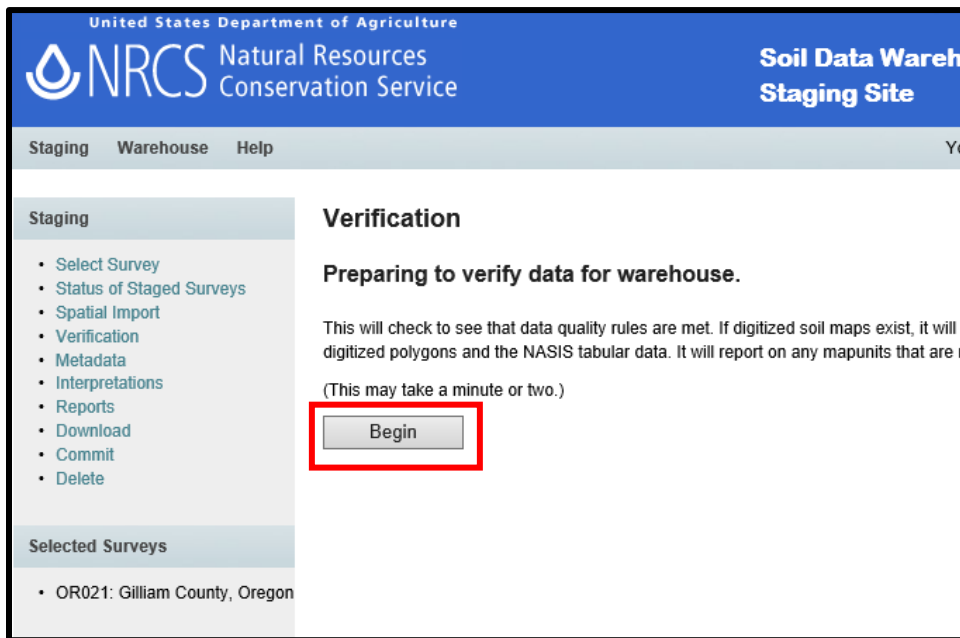 United States Department of Agriculture
NRCS Natural Resources
Conservation Service
Soil Data
Staging Site
Staging Warehouse Help
Staging
• Select Survey
• Status of Staged Surveys
• Spatial Import
• Verification
• Metadata
• Interpretations
• Reports
• Download
• Commit
• Delete
Selected Surveys
• OR021: Gilliam County, Oregon
Verification
Preparing to verify data for warehouse.
This will check to see that data quality rules are met. If digitized soil maps exist, it will
digitized polygons and the NASIS tabular data. It will report on any mapunits that are
(This may take a minute or two.)
Begin